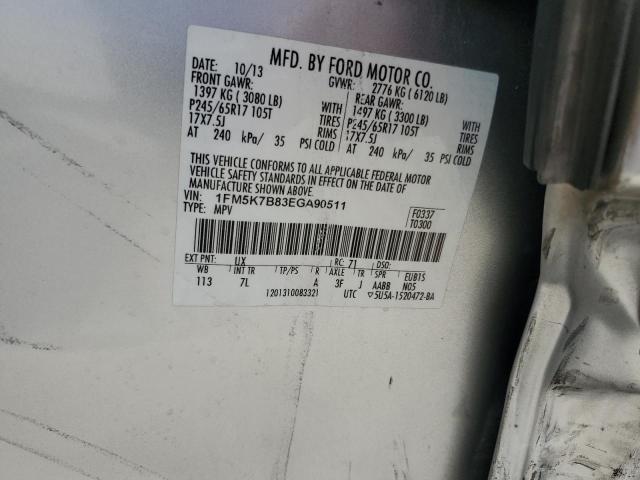 MFD. BY FORD MOTOR CO.
DATE: 10/13 GVWR: 2776 KG ( 6120 LB)
FRONT GAWR: REAR GAWR:
1397 KG ( 3080 LB) 1497 KG ( 3300 LB)
P245/65R17 105T WITH TIRES P245/65R17 105T WITH TIRES
17X7.5J RIMS 17X7.5J RIMS
AT 240 kPa/ 35 PSI COLD AT 240 kPa/ 35 PSI COLD
THIS VEHICLE CONFORMS TO ALL APPLICABLE FEDERAL MOTOR
VEHICLE SAFETY STANDARDS IN EFFECT ON THE DATE OF
MANUFACTURE SHOWN ABOVE.
VIN: 1FM5K7B83EGA90511 F0337
TYPE: MPV T0300
EXT PNT: UX RC: 71 DSO:
WB INT TR TP/PS R AXLE TR SPR EUB15
113 7L A 3F J AABB N05
1201310083321 UTC 5U5A-1520472-BA